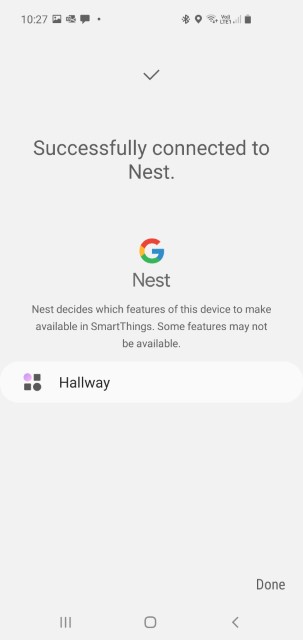 10:27
Successfully connected to
Nest.
Nest
Nest decides which features of this device to make
available in SmartThings. Some features may not
be available.
Hallway
Done